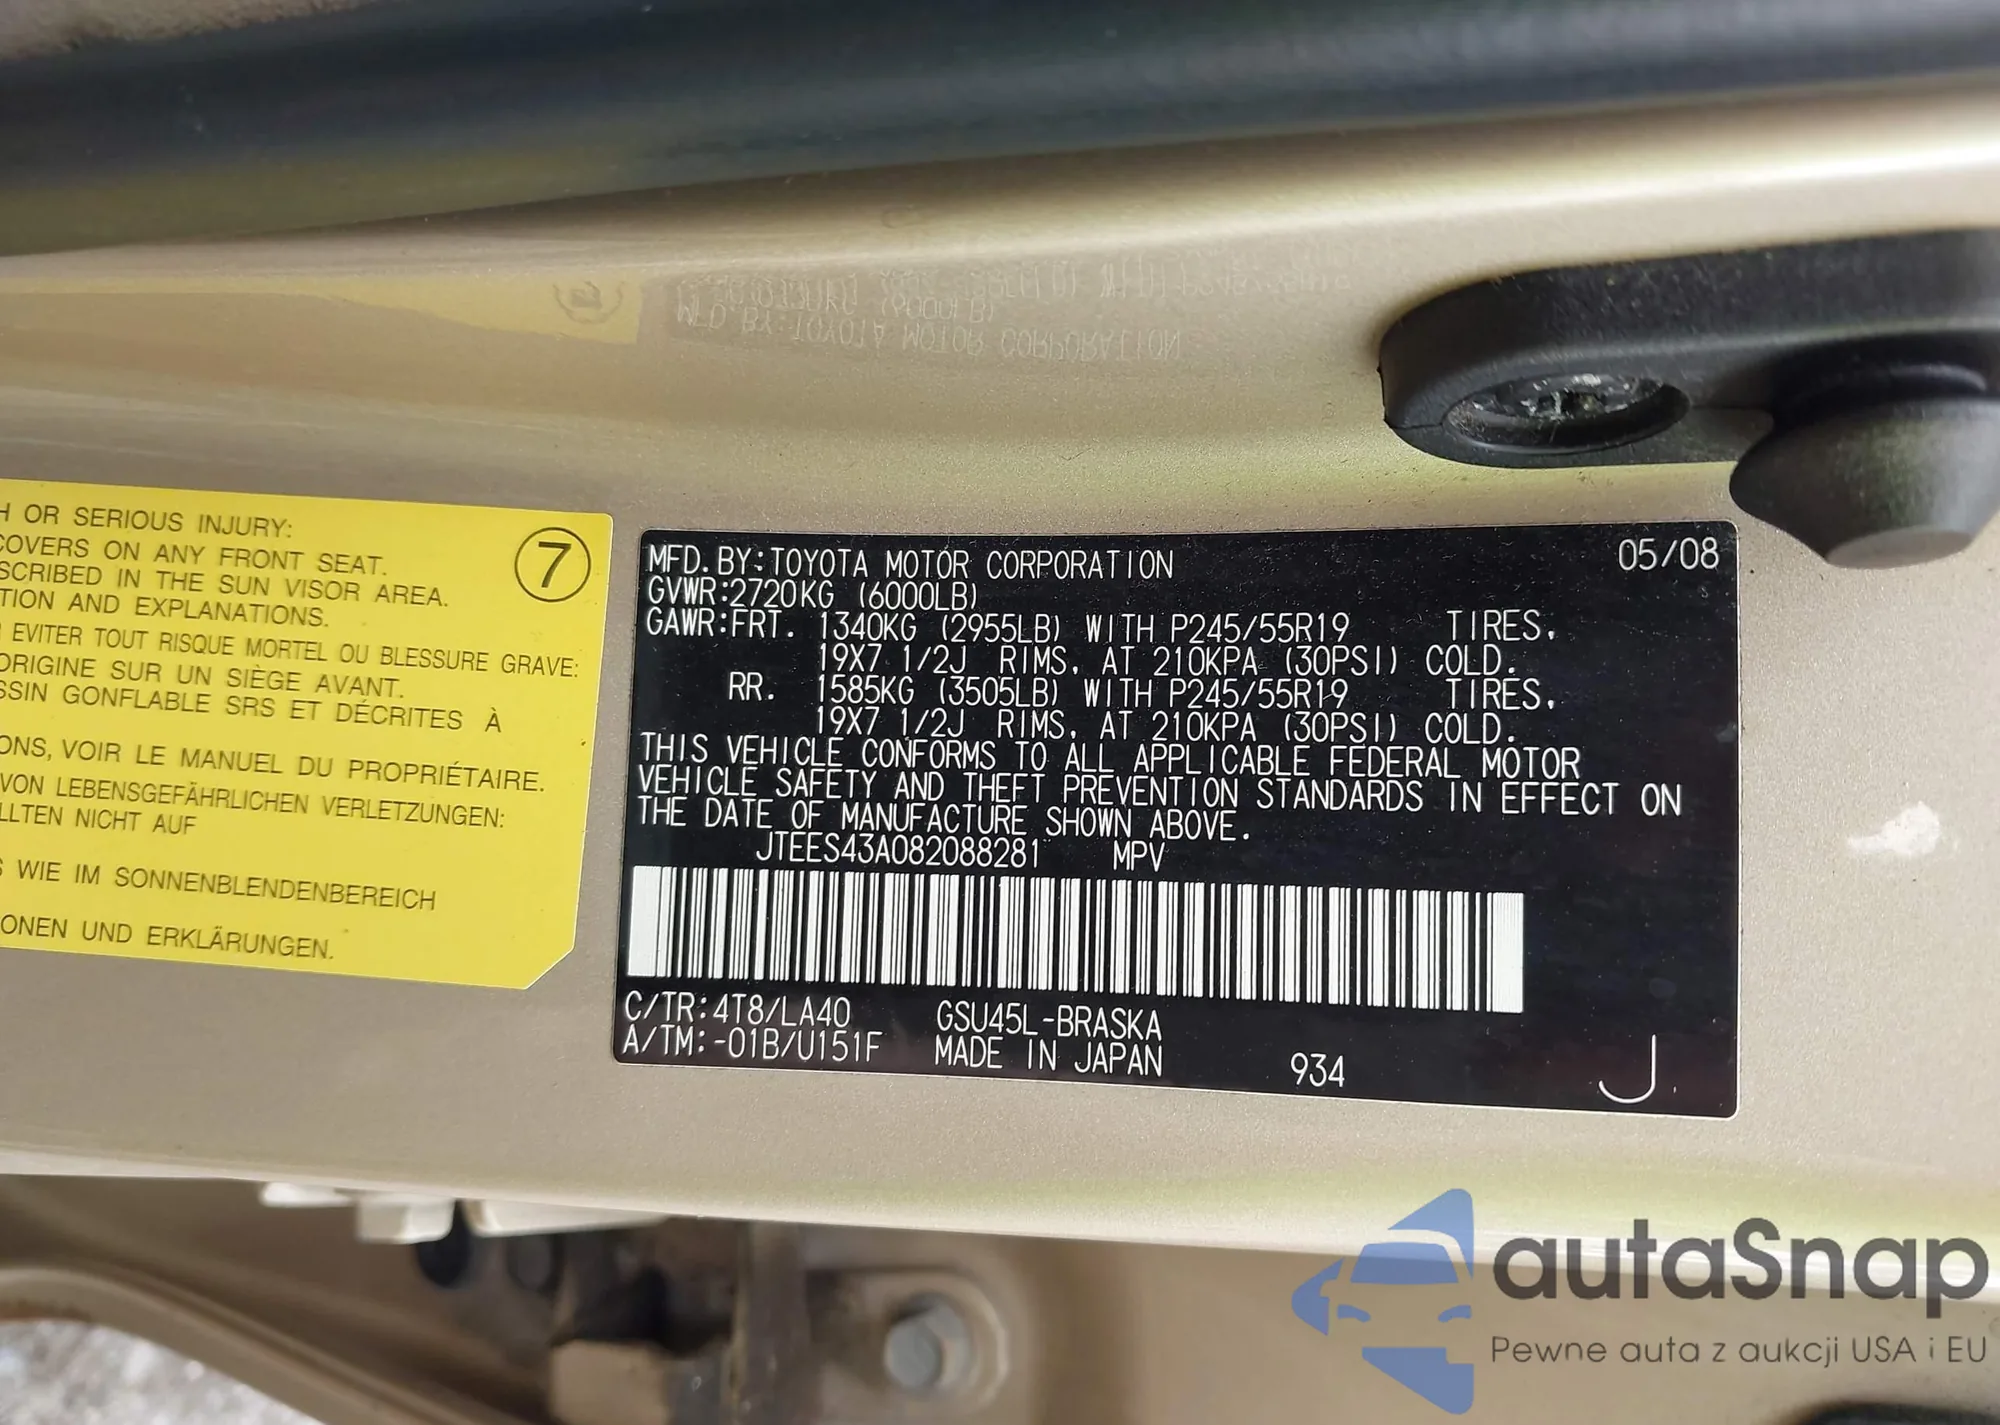 H OR SERIOUS INJURY:
COVERS ON ANY FRONT SEAT.
SCRIBED IN THE SUN VISOR AREA.
TION AND EXPLANATIONS.
EVITER TOUT RISQUE MORTEL OU BLESSURE GRAVE:
ORIGINE SUR UN SIÈGE AVANT.
SSIN GONFLABLE SRS ET DÉCRITES À
ONS, VOIR LE MANUEL DU PROPRIÉTAIRE.
VON LEBENSGEFÄHRLICHEN VERLETZUNGEN:
LLTEN NICHT AUF
S WIE IM SONNENBLENDENBEREICH
ONEN UND ERKLÄRUNGEN.
7
MFD. BY: TOYOTA MOTOR CORPORATION 05/08
GVWR: 2720KG (6000LB)
GAWR: FRT. 1340KG (2955LB) WITH P245/55R19 TIRES,
19X7 1/2J RIMS, AT 210KPA (30PSI) COLD.
RR. 1585KG (3505LB) WITH P245/55R19 TIRES,
19X7 1/2J RIMS, AT 210KPA (30PSI) COLD.
THIS VEHICLE CONFORMS TO ALL APPLICABLE FEDERAL MOTOR
VEHICLE SAFETY AND THEFT PREVENTION STANDARDS IN EFFECT ON
THE DATE OF MANUFACTURE SHOWN ABOVE.
JTEES43A082088281 MPV
C/TR: 4T8/LA40 GSU45L-BRASKA
A/TM: -01B/U151F MADE IN JAPAN 934 J
autaSnap
Pewne auta z aukcji USA i EU